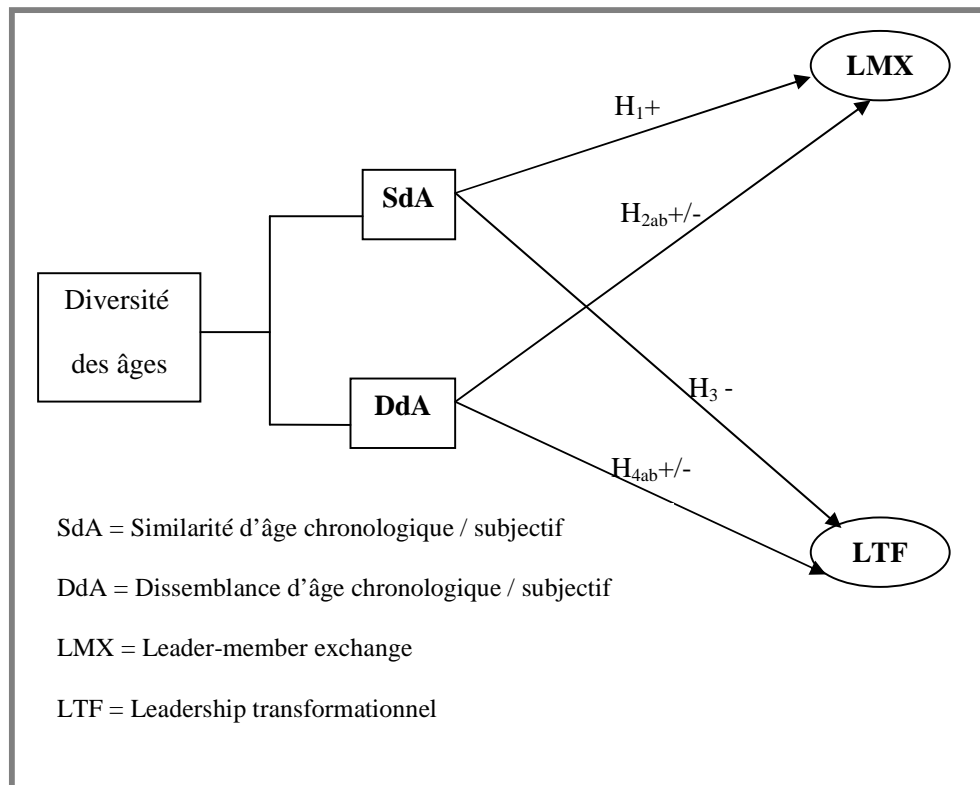 LMX
H₁+
SdA
H₂ab+/-
Diversité
des âges
DdA
H₃ -
H₄ab+/-
SdA = Similarité d’âge chronologique / subjectif
LTF
DdA = Dissemblance d’âge chronologique / subjectif
LMX = Leader-member exchange
LTF = Leadership transformationnel